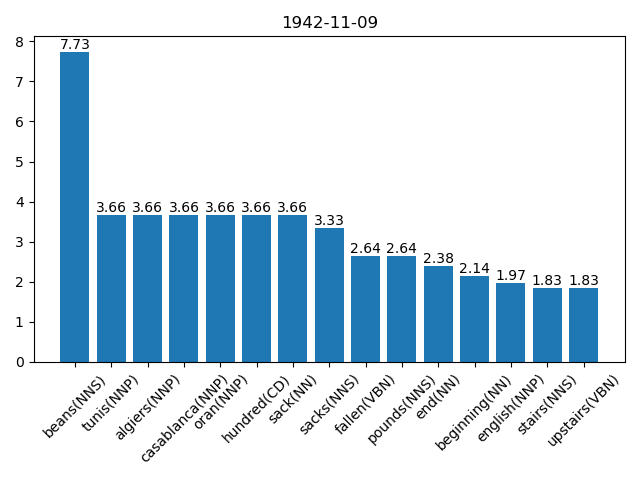 1942-11-09
8
7
6
5
4
3
2
1
0
7.73
3.66
3.66
3.66
3.66
3.66
3.66
3.33
2.64
2.64
2.38
2.14
1.97
1.83
1.83
beans(NNS)
tunis(NNP)
algiers(NNP)
casablanca(NNP)
oran(NNP)
hundred(CD)
sack(NN)
sacks(NNS)
fallen(VBN)
pounds(NNS)
end(NN)
beginning(NN)
english(NNP)
stairs(NNS)
upstairs(VBN)